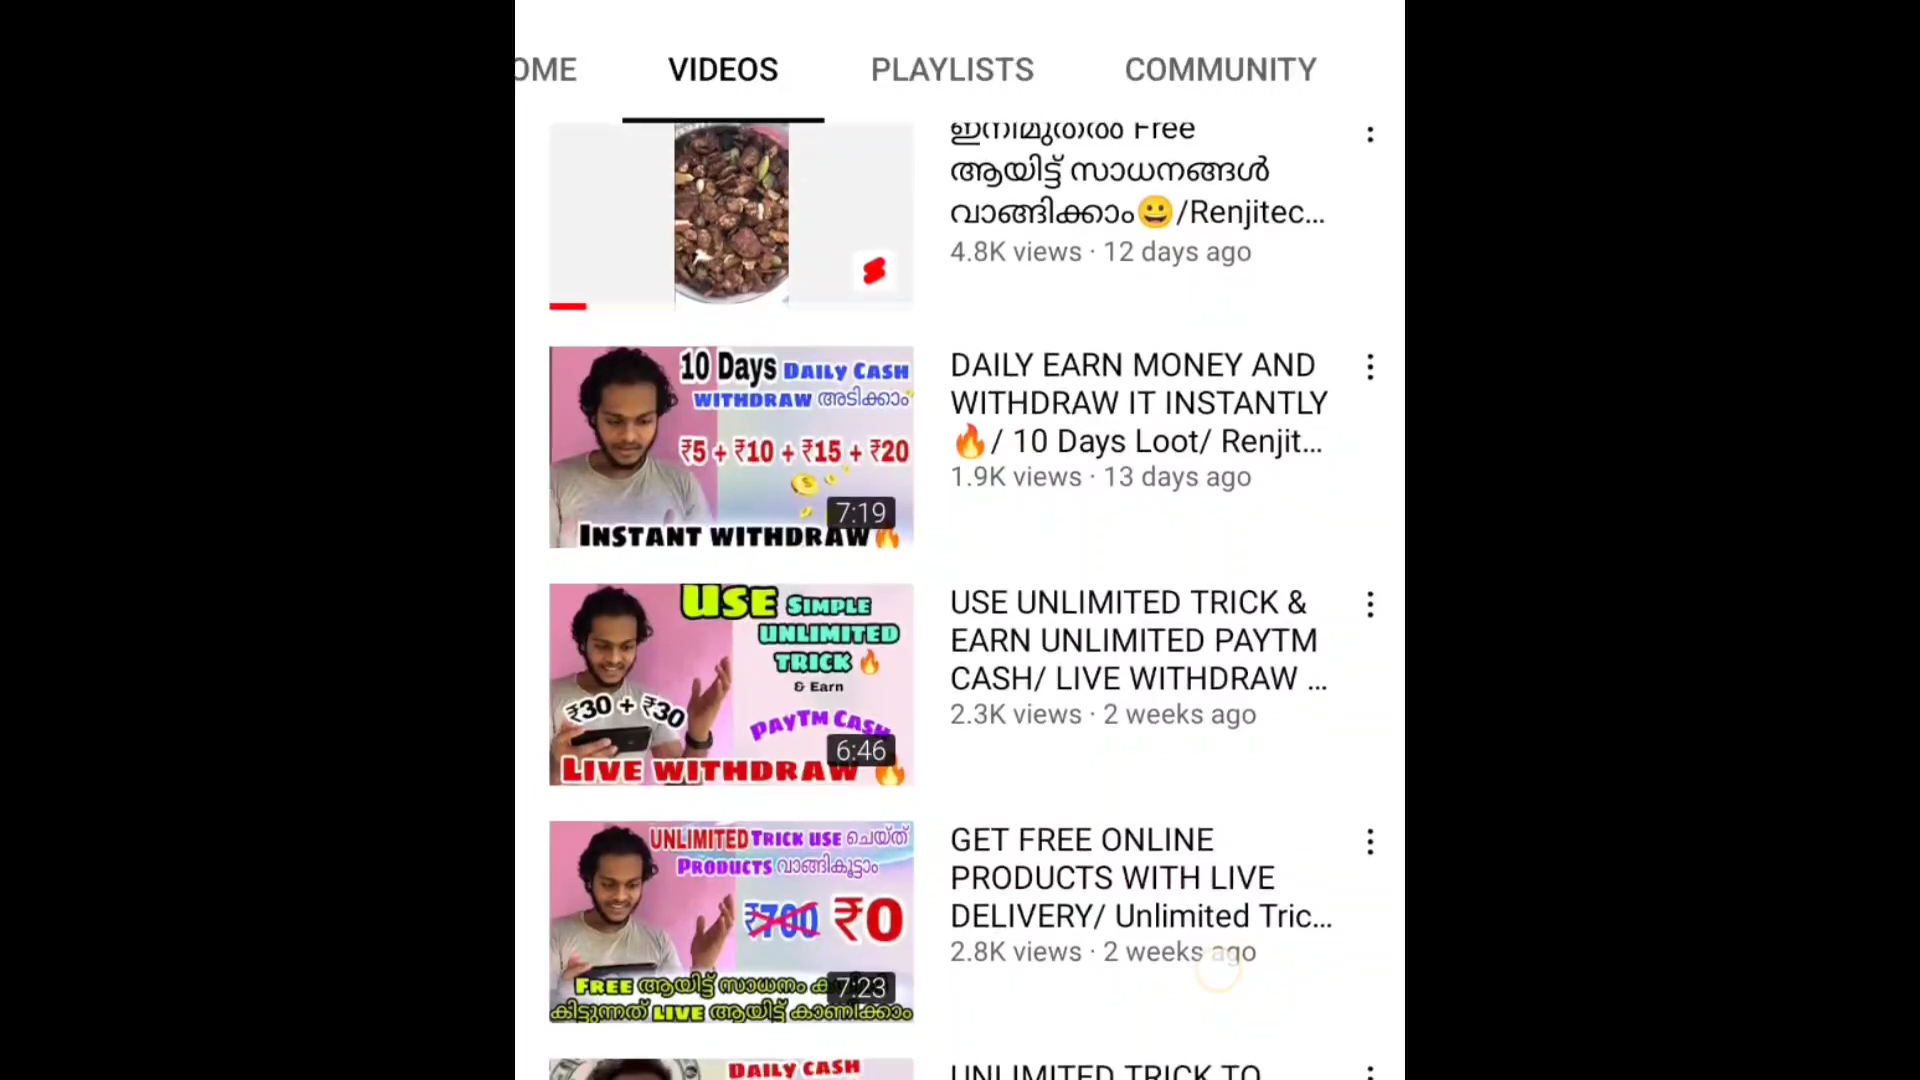 OME
VIDEOS
PLAYLISTS
COMMUNITY
ഇനിമുതൽ Free
ആയിട്ട് സാധനങ്ങൾ
വാങ്ങിക്കാം😀/Renjitec...
4.8K views · 12 days ago
10 Days DAILY CASH
WITHDRAW അടിക്കാം
₹5 + ₹10 + ₹15 + ₹20
7:19
INSTANT WITHDRAW🔥
DAILY EARN MONEY AND
WITHDRAW IT INSTANTLY
🔥/ 10 Days Loot/ Renjit...
1.9K views · 13 days ago
USE SIMPLE
UNLIMITED
TRICK 🔥
& Earn
₹30 + ₹30
PAYTM CASH
6:46
LIVE WITHDRAW 🔥
USE UNLIMITED TRICK &
EARN UNLIMITED PAYTM
CASH/ LIVE WITHDRAW ...
2.3K views · 2 weeks ago
UNLIMITED TRICK USE ചെയ്ത്
PRODUCTS വാങ്ങികൂട്ടാം
₹700 ₹0
FREE ആയിട്ട് സാധനം
7:23
കിട്ടുന്നത് LIVE ആയിട്ട് കാണിക്കാം
GET FREE ONLINE
PRODUCTS WITH LIVE
DELIVERY/ Unlimited Tric...
2.8K views · 2 weeks ago
DAILY CASH
UNLIMITED TRICK TO